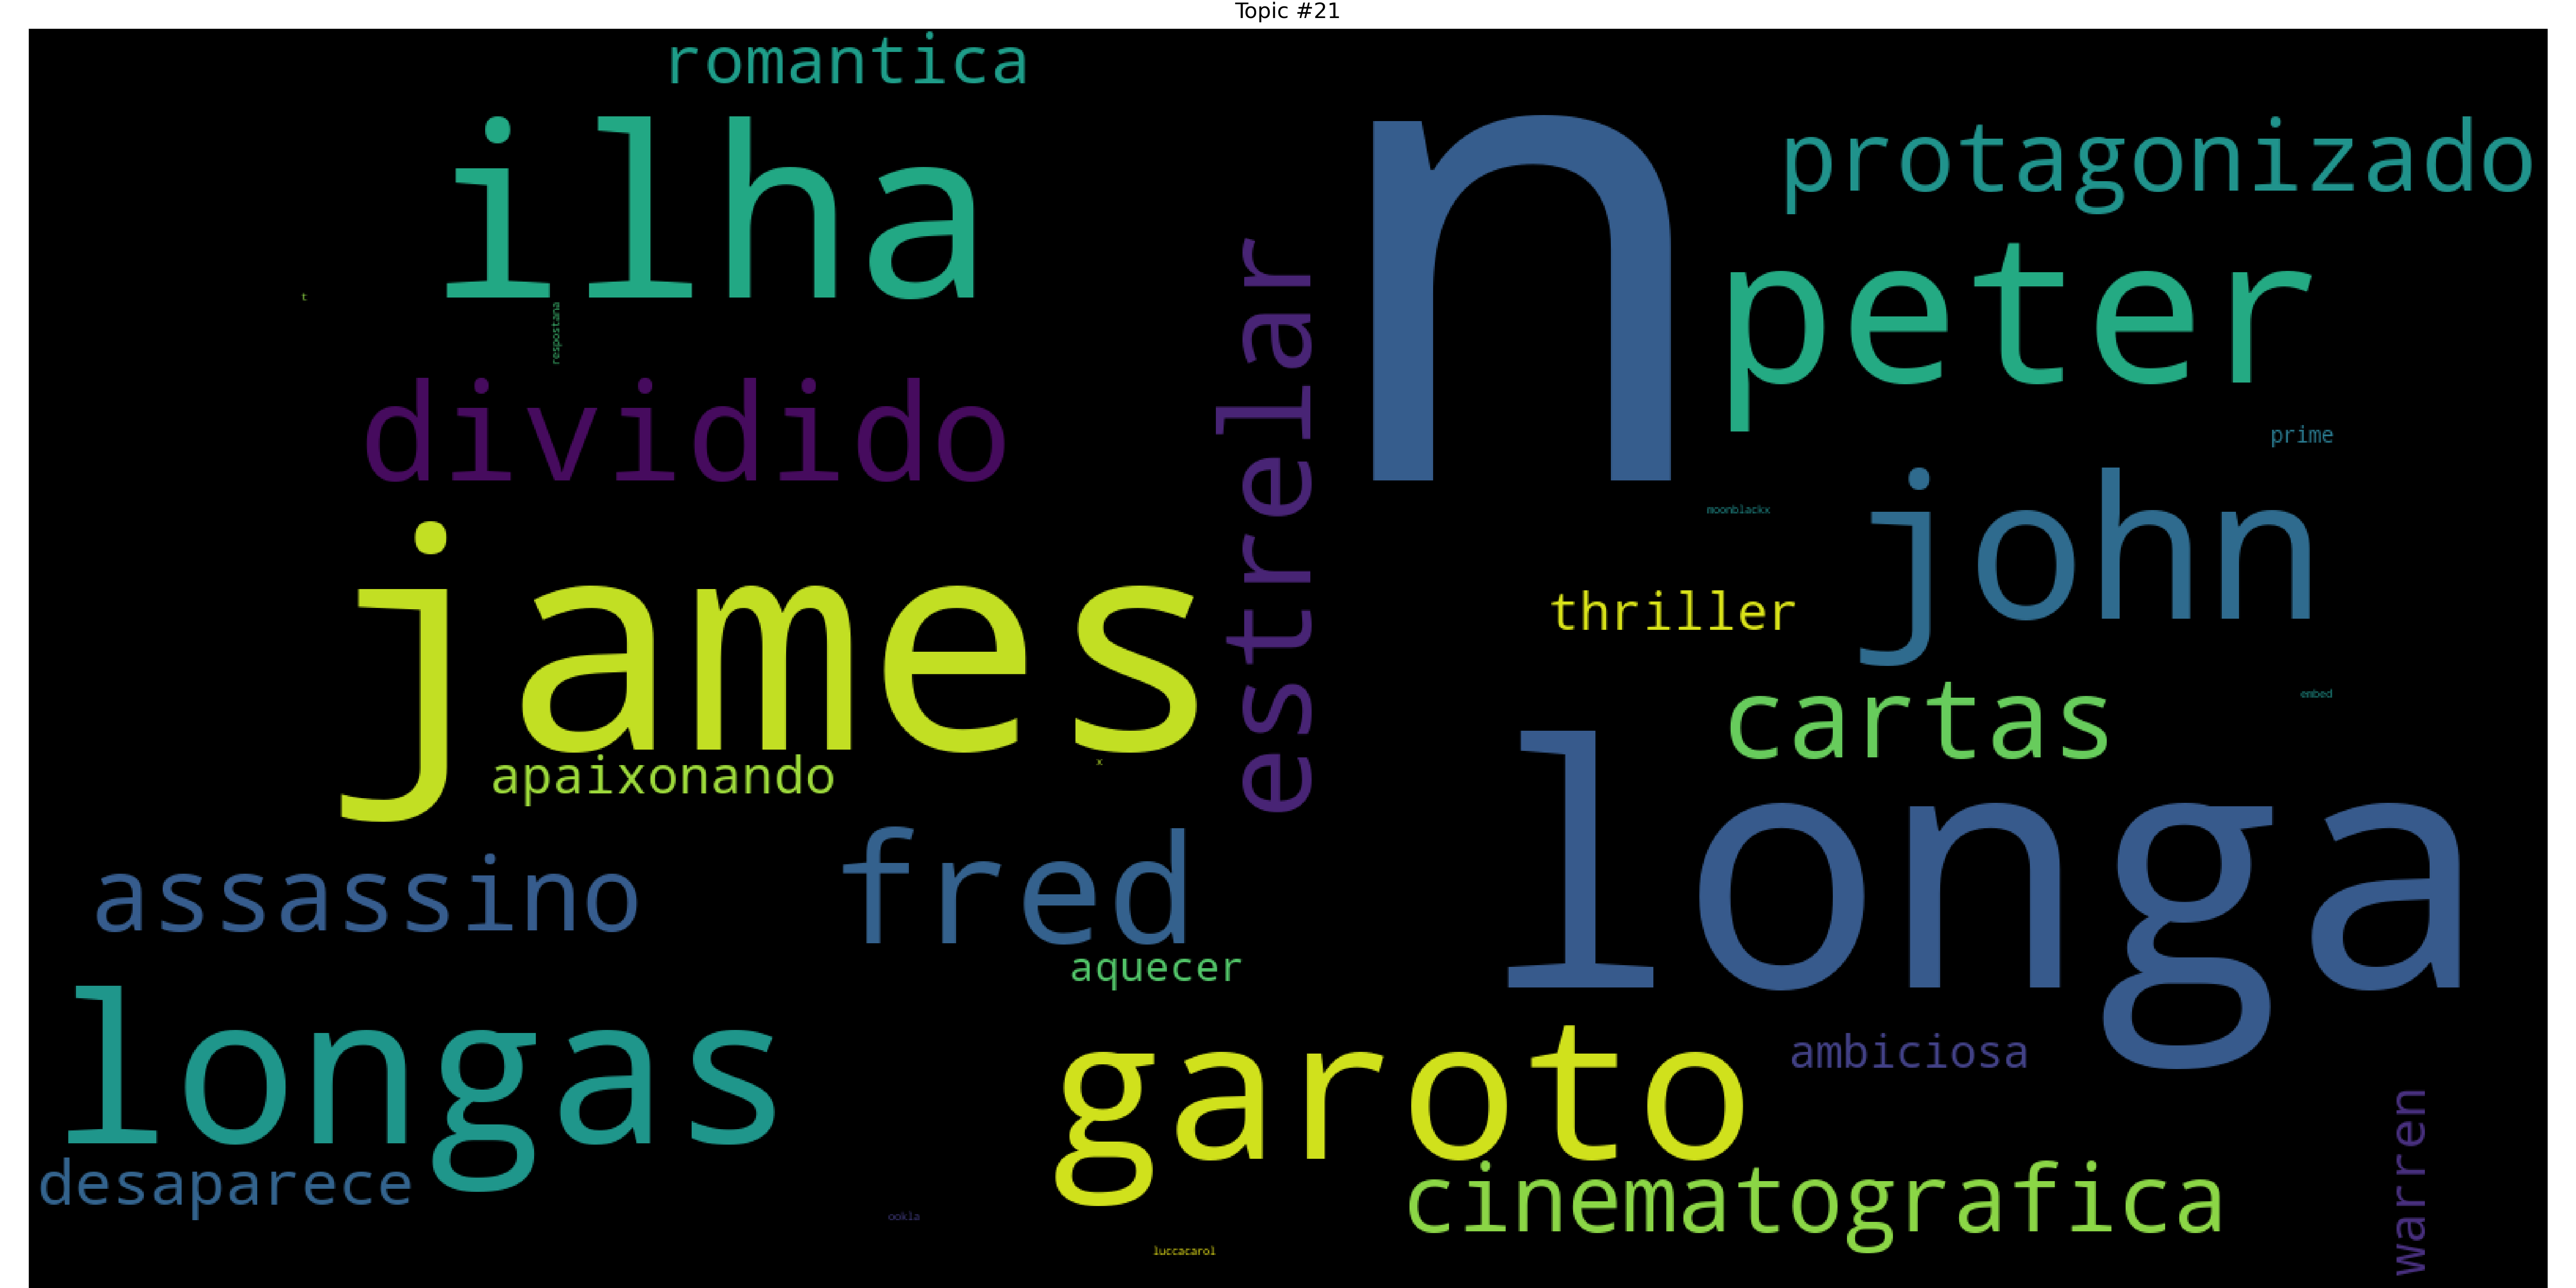 Topic #21
romantica
ilha
n
protagonizado
peter
t
respostana
dividido
estrelar
prime
john
moonblackx
james
thriller
cartas
embed
apaixonando
x
longa
assassino
fred
aquecer
longas
garoto
ambiciosa
desaparece
cinematografica
warren
ookla
luccacarol